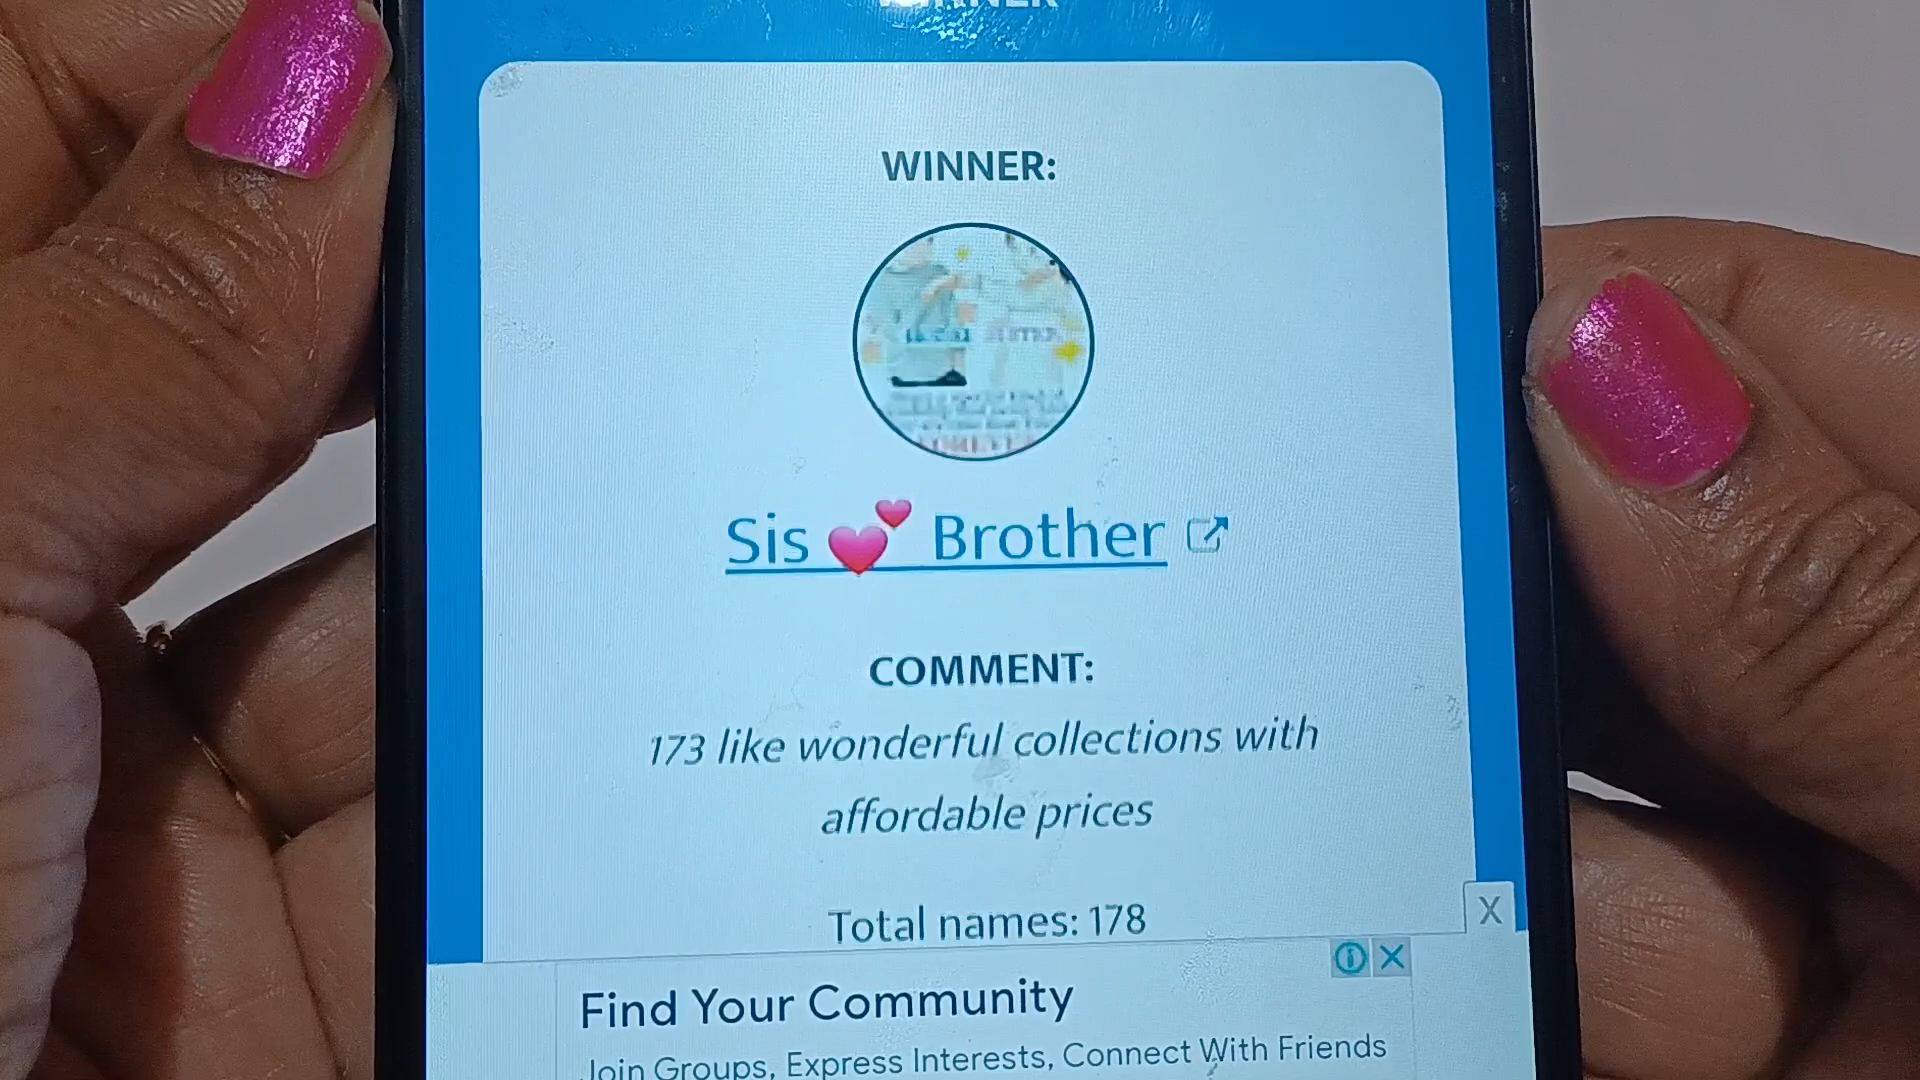 WINNER
WINNER:
Sis 💕 Brother
COMMENT:
173 like wonderful collections with
affordable prices
Total names: 178
X
Find Your Community
Join Groups, Express Interests, Connect With Friends